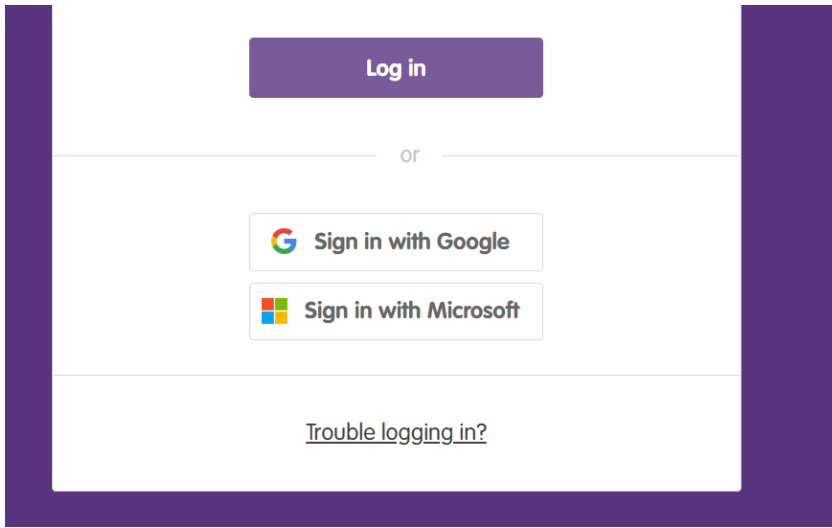 Log in
or
Sign in with Google
Sign in with Microsoft
Trouble logging in?